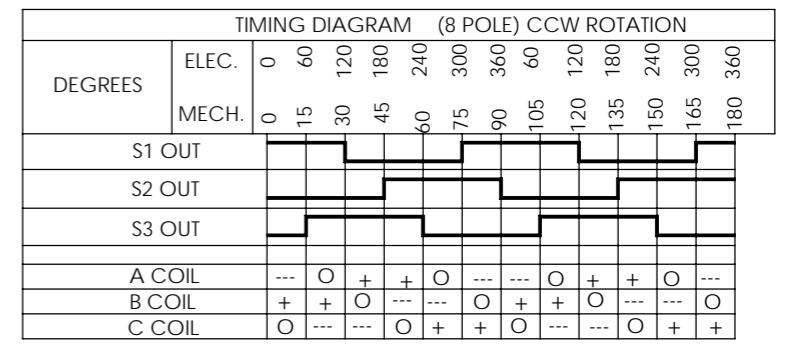 TIMING DIAGRAM (8 POLE) CCW ROTATION
DEGREES
ELEC. 0 60 120 180 240 300 360 60 120 180 240 300 360
MECH. 0 15 30 45 60 75 90 105 120 135 150 165 180
S1 OUT
S2 OUT
S3 OUT
A COIL --- O + + O --- --- O + + O ---
B COIL + + O --- --- O + + O --- --- O
C COIL O --- --- O + + O --- --- O + +